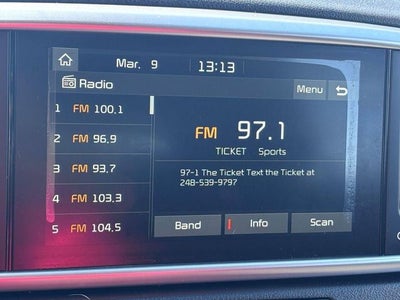 Mar. 9 13:13
Radio
Menu
1 FM 100.1
2 FM 96.9
3 FM 93.7
4 FM 103.3
5 FM 104.5
FM 97.1
TICKET Sports
97-1 The Ticket Text the Ticket at
248-539-9797
Band
Info
Scan